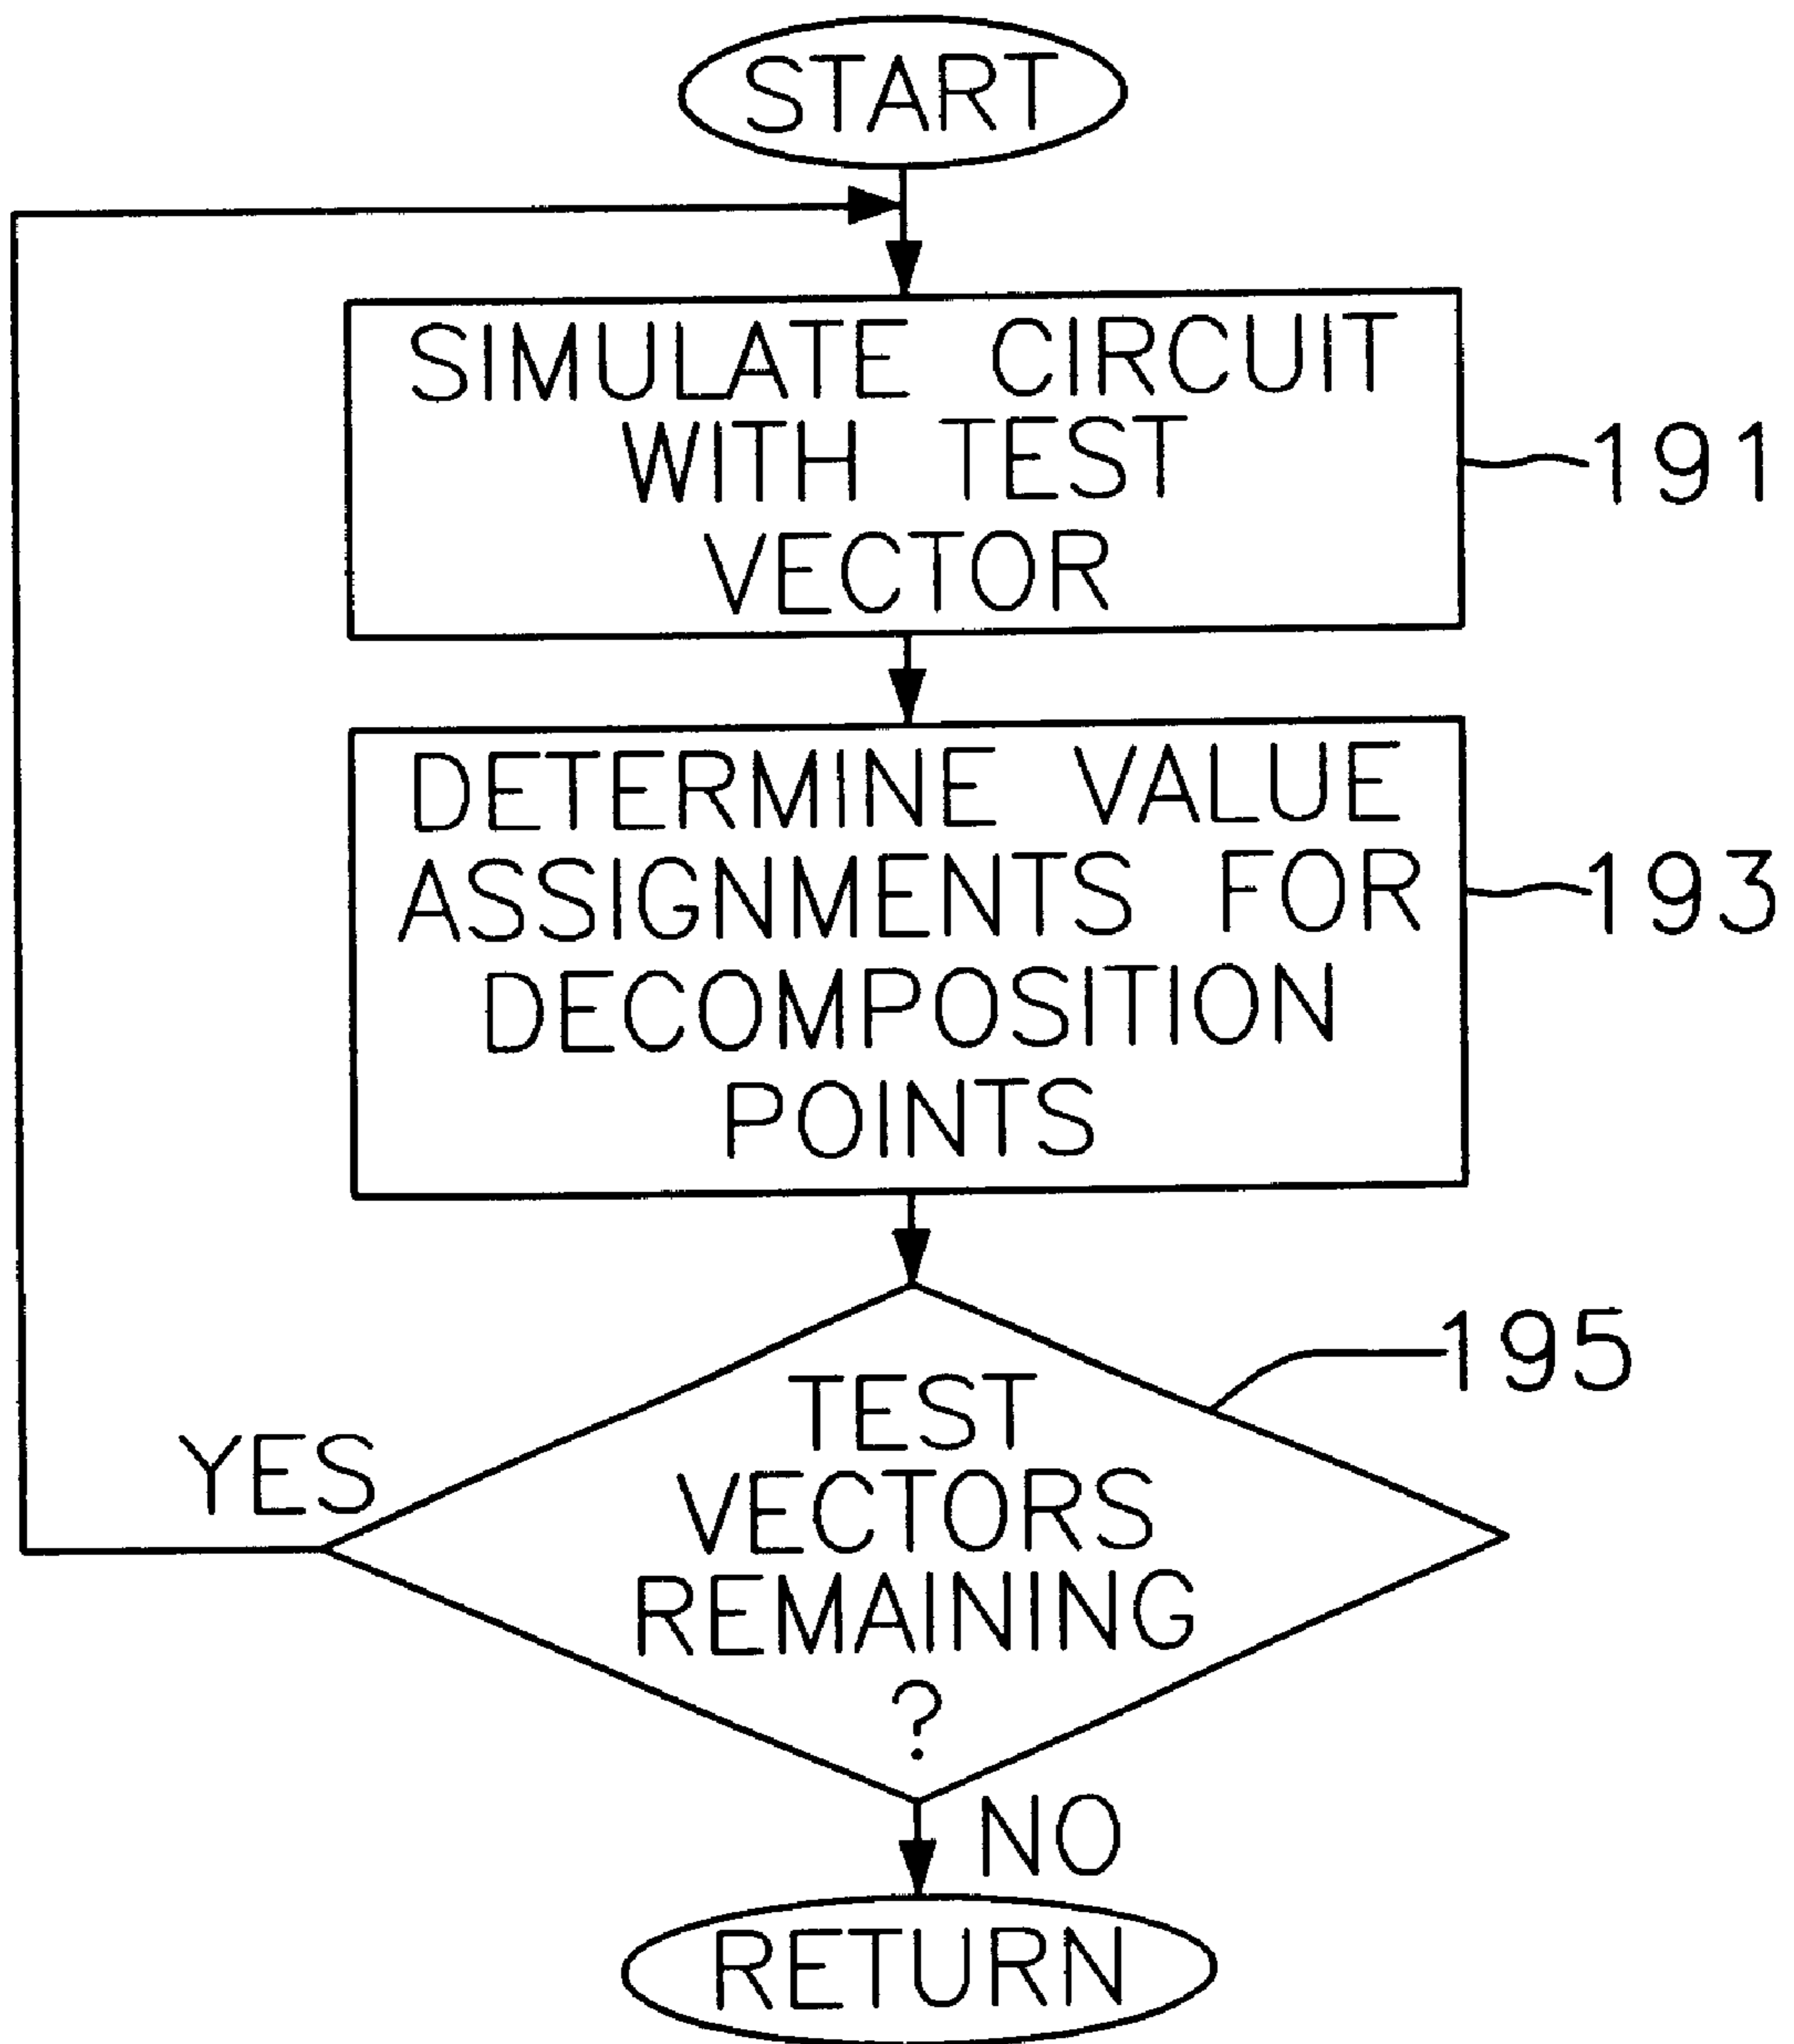 START
SIMULATE CIRCUIT
WITH TEST
VECTOR
191
DETERMINE VALUE
ASSIGNMENTS FOR
DECOMPOSITION
POINTS
193
195
TEST
VECTORS
REMAINING
?
YES
NO
RETURN